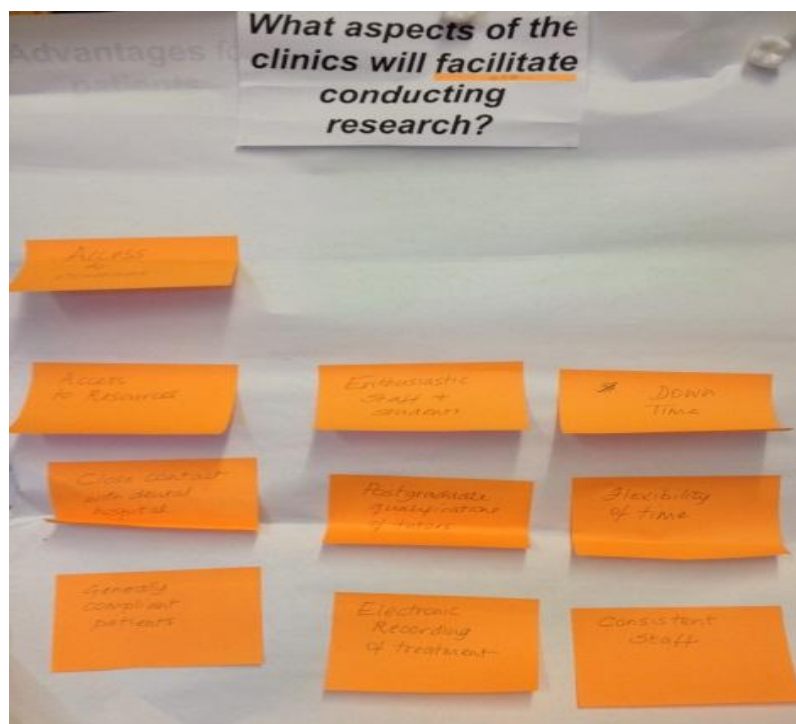 Advantages for
patients
What aspects of the
clinics will facilitate
conducting
research?
Access
to
Access
to Resources
Close contact
with dental
hospital
Generally
compliant
patients
Enthusiastic
staff +
students
Postgraduate
qualifications
of tutors
Electronic
Recording
of treatment
Down
Time
Flexibility
of time
Consistent
Staff